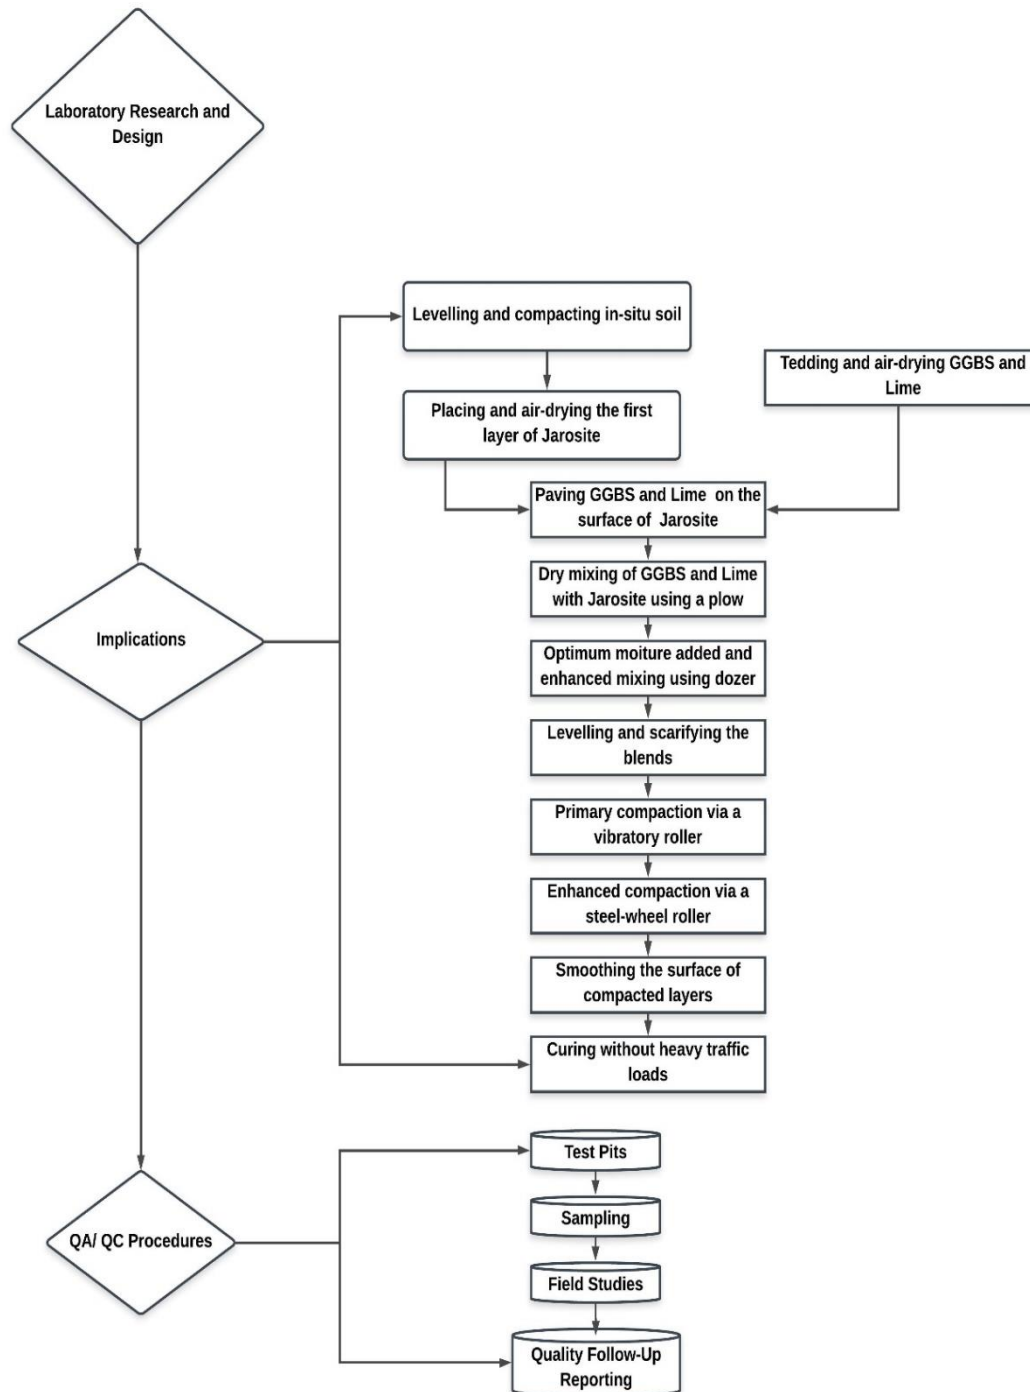 Laboratory Research and
Design
Levelling and compacting in-situ soil
Tedding and air-drying GGBS and
Lime
Placing and air-drying the first
layer of Jarosite
Paving GGBS and Lime on the
surface of Jarosite
Dry mixing of GGBS and Lime
with Jarosite using a plow
Implications
Optimum moiture added and
enhanced mixing using dozer
Levelling and scarifying the
blends
Primary compaction via a
vibratory roller
Enhanced compaction via a
steel-wheel roller
Smoothing the surface of
compacted layers
Curing without heavy traffic
loads
QA/ QC Procedures
Test Pits
Sampling
Field Studies
Quality Follow-Up
Reporting